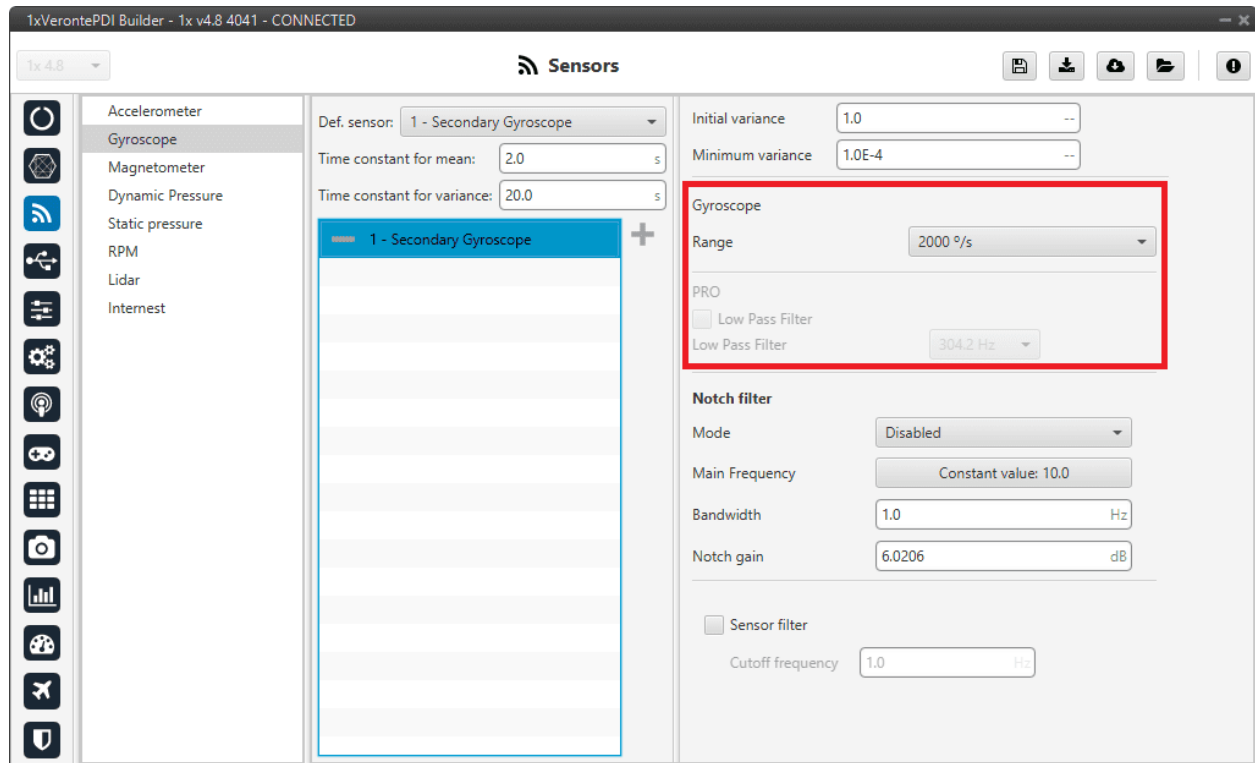 1xVerontePDI Builder - 1x v4.8 4041 - CONNECTED
1x 4.8
Sensors
Accelerometer
Gyroscope
Magnetometer
Dynamic Pressure
Static pressure
RPM
Lidar
Internest
Def. sensor: 1 - Secondary Gyroscope
Time constant for mean: 2.0 s
Time constant for variance: 20.0 s
1 - Secondary Gyroscope
Initial variance 1.0 --
Minimum variance 1.0E-4 --
Gyroscope
Range 2000 º/s
PRO
Low Pass Filter
Low Pass Filter 304.2 Hz
Notch filter
Mode Disabled
Main Frequency Constant value: 10.0
Bandwidth 1.0 Hz
Notch gain 6.0206 dB
Sensor filter
Cutoff frequency 1.0 Hz